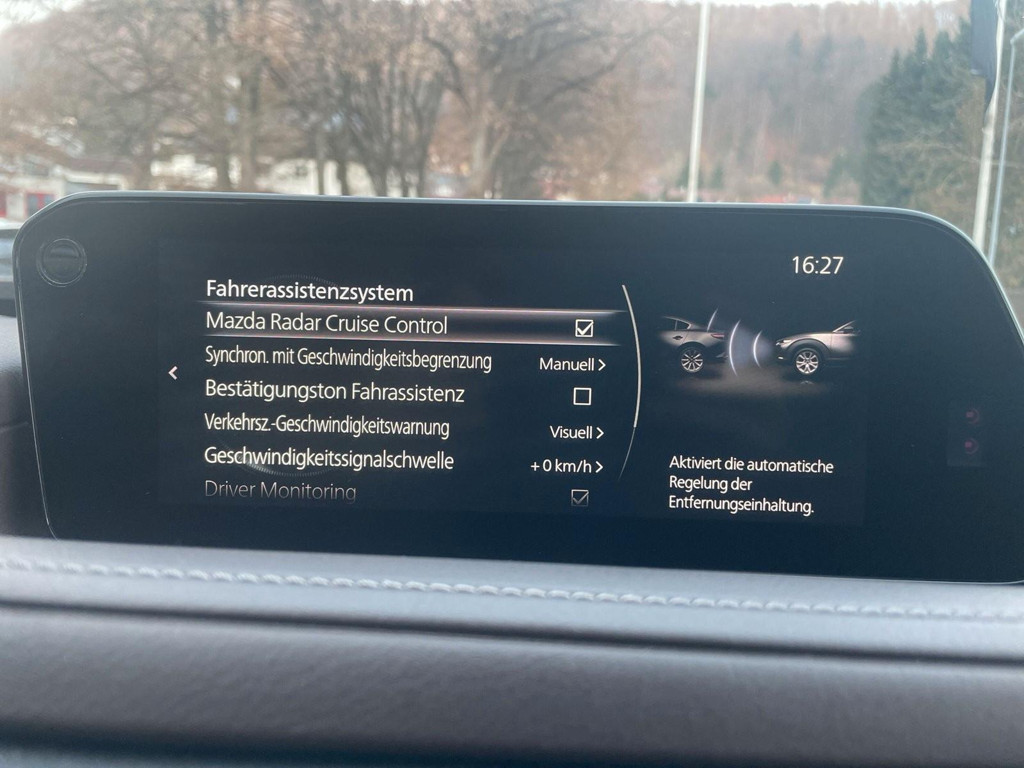 16:27
Fahrerassistenzsystem
Mazda Radar Cruise Control
Synchron. mit Geschwindigkeitsbegrenzung Manuell >
Bestätigungston Fahrassistenz
Verkehrsz.-Geschwindigkeitswarnung Visuell >
Geschwindigkeitssignalschwelle + 0 km/h >
Driver Monitoring
Aktiviert die automatische
Regelung der
Entfernungseinhaltung.